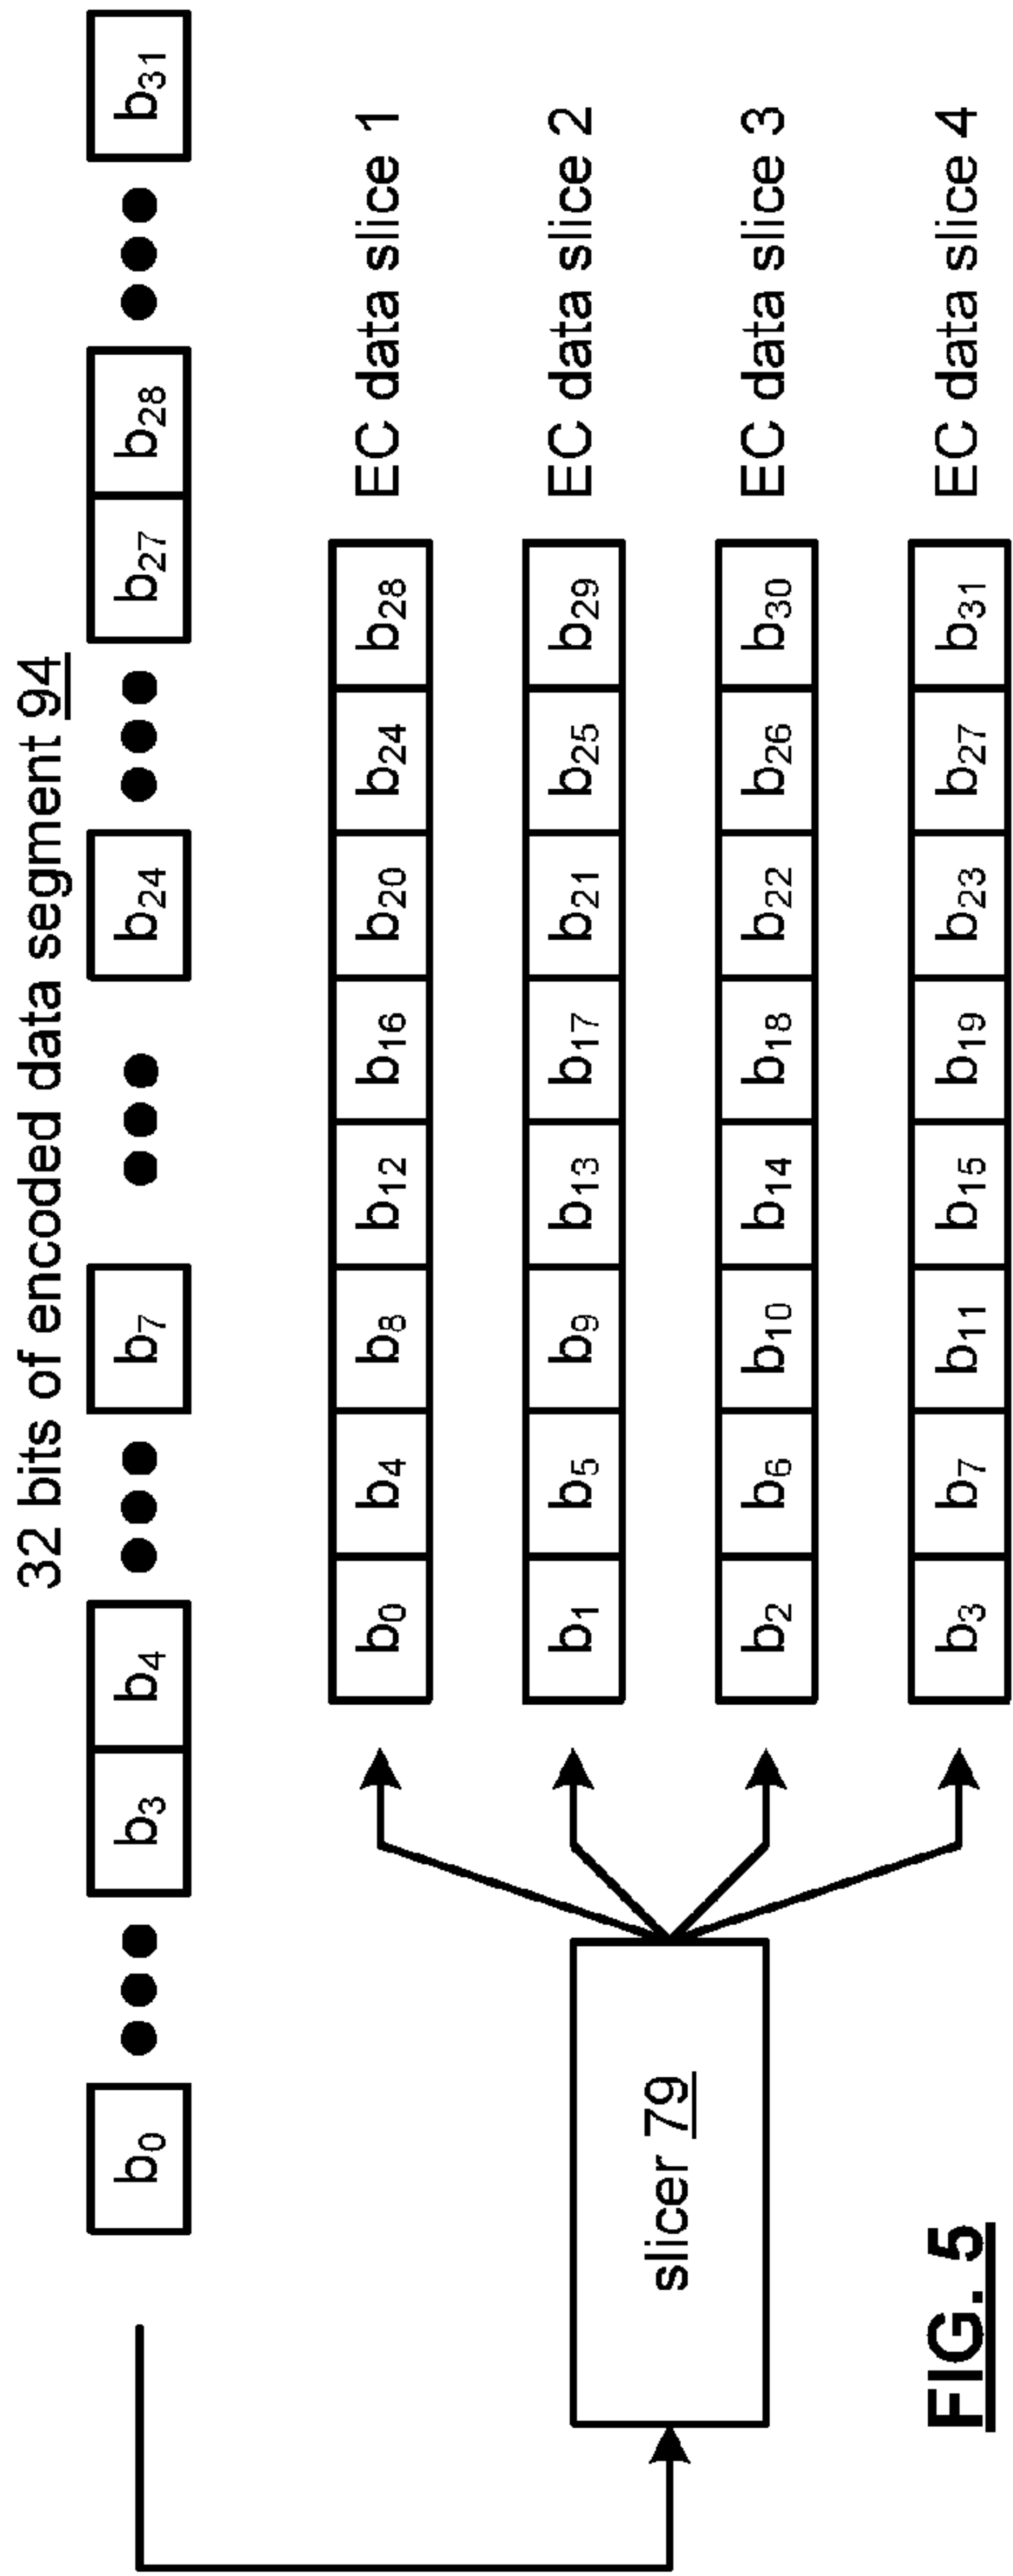 32 bits of encoded data segment 94
b0 ••• b3 b4 ••• b7 ••• b24 ••• b27 b28 ••• b31
b0 b4 b8 b12 b16 b20 b24 b28 EC data slice 1
b1 b5 b9 b13 b17 b21 b25 b29 EC data slice 2
slicer 79
b2 b6 b10 b14 b18 b22 b26 b30 EC data slice 3
b3 b7 b11 b15 b19 b23 b27 b31 EC data slice 4
FIG. 5